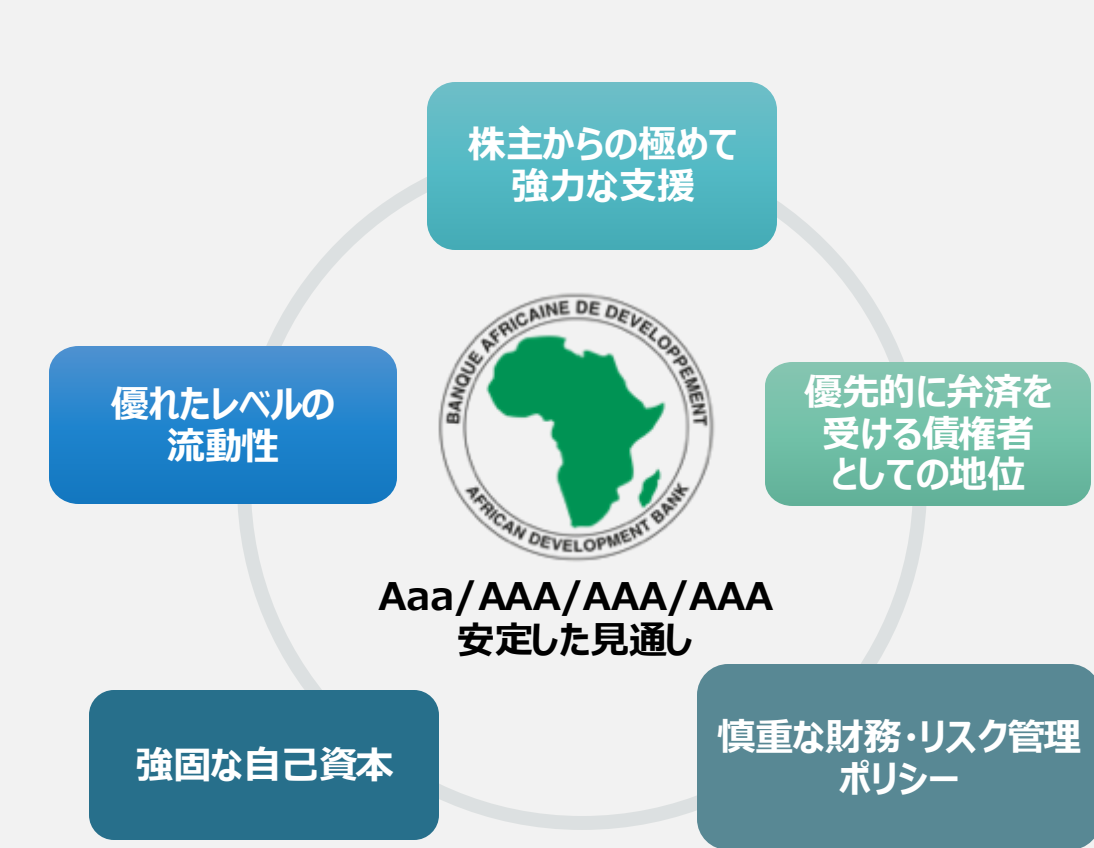 株主からの極めて
強力な支援
BANQUE AFRICAINE DE DEVELOPPEMENT
AFRICAN DEVELOPMENT BANK
優れたレベルの
流動性
優先的に弁済を
受ける債権者
としての地位
Aaa/AAA/AAA/AAA
安定した見通し
強固な自己資本
慎重な財務・リスク管理
ポリシー